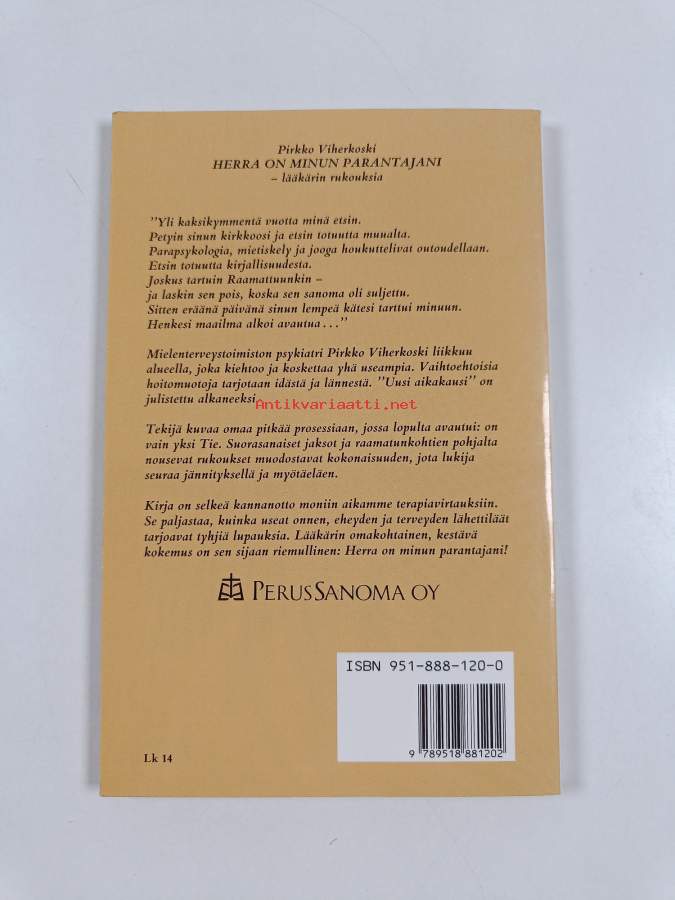 Pirkko Viherkoski
HERRA ON MINUN PARANTAJANI
– lääkärin rukouksia
"Yli kaksikymmentä vuotta minä etsin.
Petyin sinun kirkkoosi ja etsin totuutta muualta.
Parapsykologia, mietiskely ja jooga houkuttelivat outoudellaan.
Etsin totuutta kirjallisuudesta.
Joskus tartuin Raamattuunkin –
ja laskin sen pois, koska sen sanoma oli suljettu.
Sitten eräänä päivänä sinun lempeä kätesi tarttui minuun.
Henkesi maailma alkoi avautua . . ."
Mielenterveystoimiston psykiatri Pirkko Viherkoski liikkuu
alueella, joka kiehtoo ja koskettaa yhä useampia. Vaihtoehtoisia
hoitomuotoja tarjotaan idästä ja lännestä. "Uusi aikakausi" on
julistettu alkaneeksi.
Antikvariaatti.net
Tekijä kuvaa omaa pitkää prosessiaan, jossa lopulta avautui: on
vain yksi Tie. Suorasanaiset jaksot ja raamatunkohtien pohjalta
nousevat rukoukset muodostavat kokonaisuuden, jota lukija
seuraa jännityksellä ja myötäeläen.
Kirja on selkeä kannanotto moniin aikamme terapiavirtauksiin.
Se paljastaa, kuinka useat onnen, eheyden ja terveyden lähettiläät
tarjoavat tyhjiä lupauksia. Lääkärin omakohtainen, kestävä
kokemus on sen sijaan riemullinen: Herra on minun parantajani!
PERUSSANOMA OY
ISBN 951-888-120-0
9 789518 881202
Lk 14